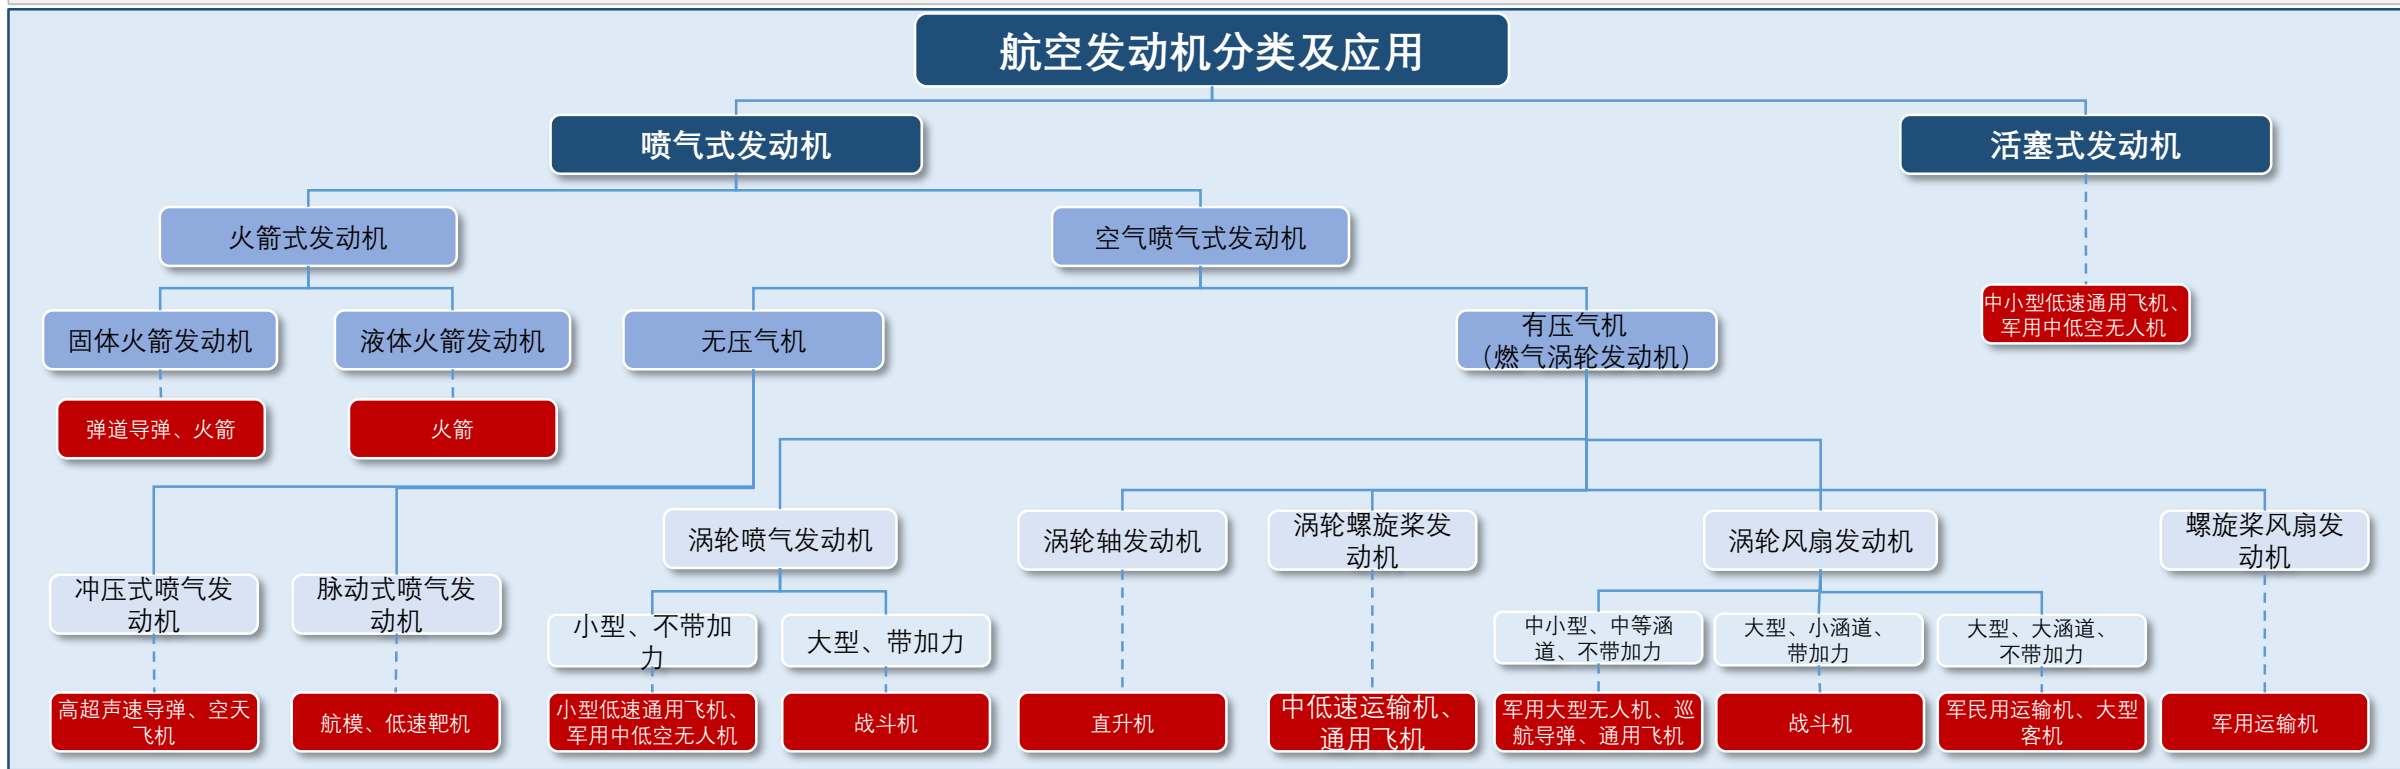 航空发动机分类及应用
喷气式发动机
活塞式发动机
火箭式发动机
空气喷气式发动机
中小型低速通用飞机、
军用中低空无人机
固体火箭发动机
液体火箭发动机
无压气机
有压气机
（燃气涡轮发动机）
弹道导弹、火箭
火箭
涡轮喷气发动机
涡轮轴发动机
涡轮螺旋桨发
动机
涡轮风扇发动机
螺旋桨风扇发
动机
冲压式喷气发
动机
脉动式喷气发
动机
小型、不带加
力
大型、带加力
中小型、中等涵
道、不带加力
大型、小涵道、
带加力
大型、大涵道、
不带加力
高超声速导弹、空天
飞机
航模、低速靶机
小型低速通用飞机、
军用中低空无人机
战斗机
直升机
中低速运输机、
通用飞机
军用大型无人机、巡
航导弹、通用飞机
战斗机
军民用运输机、大型
客机
军用运输机